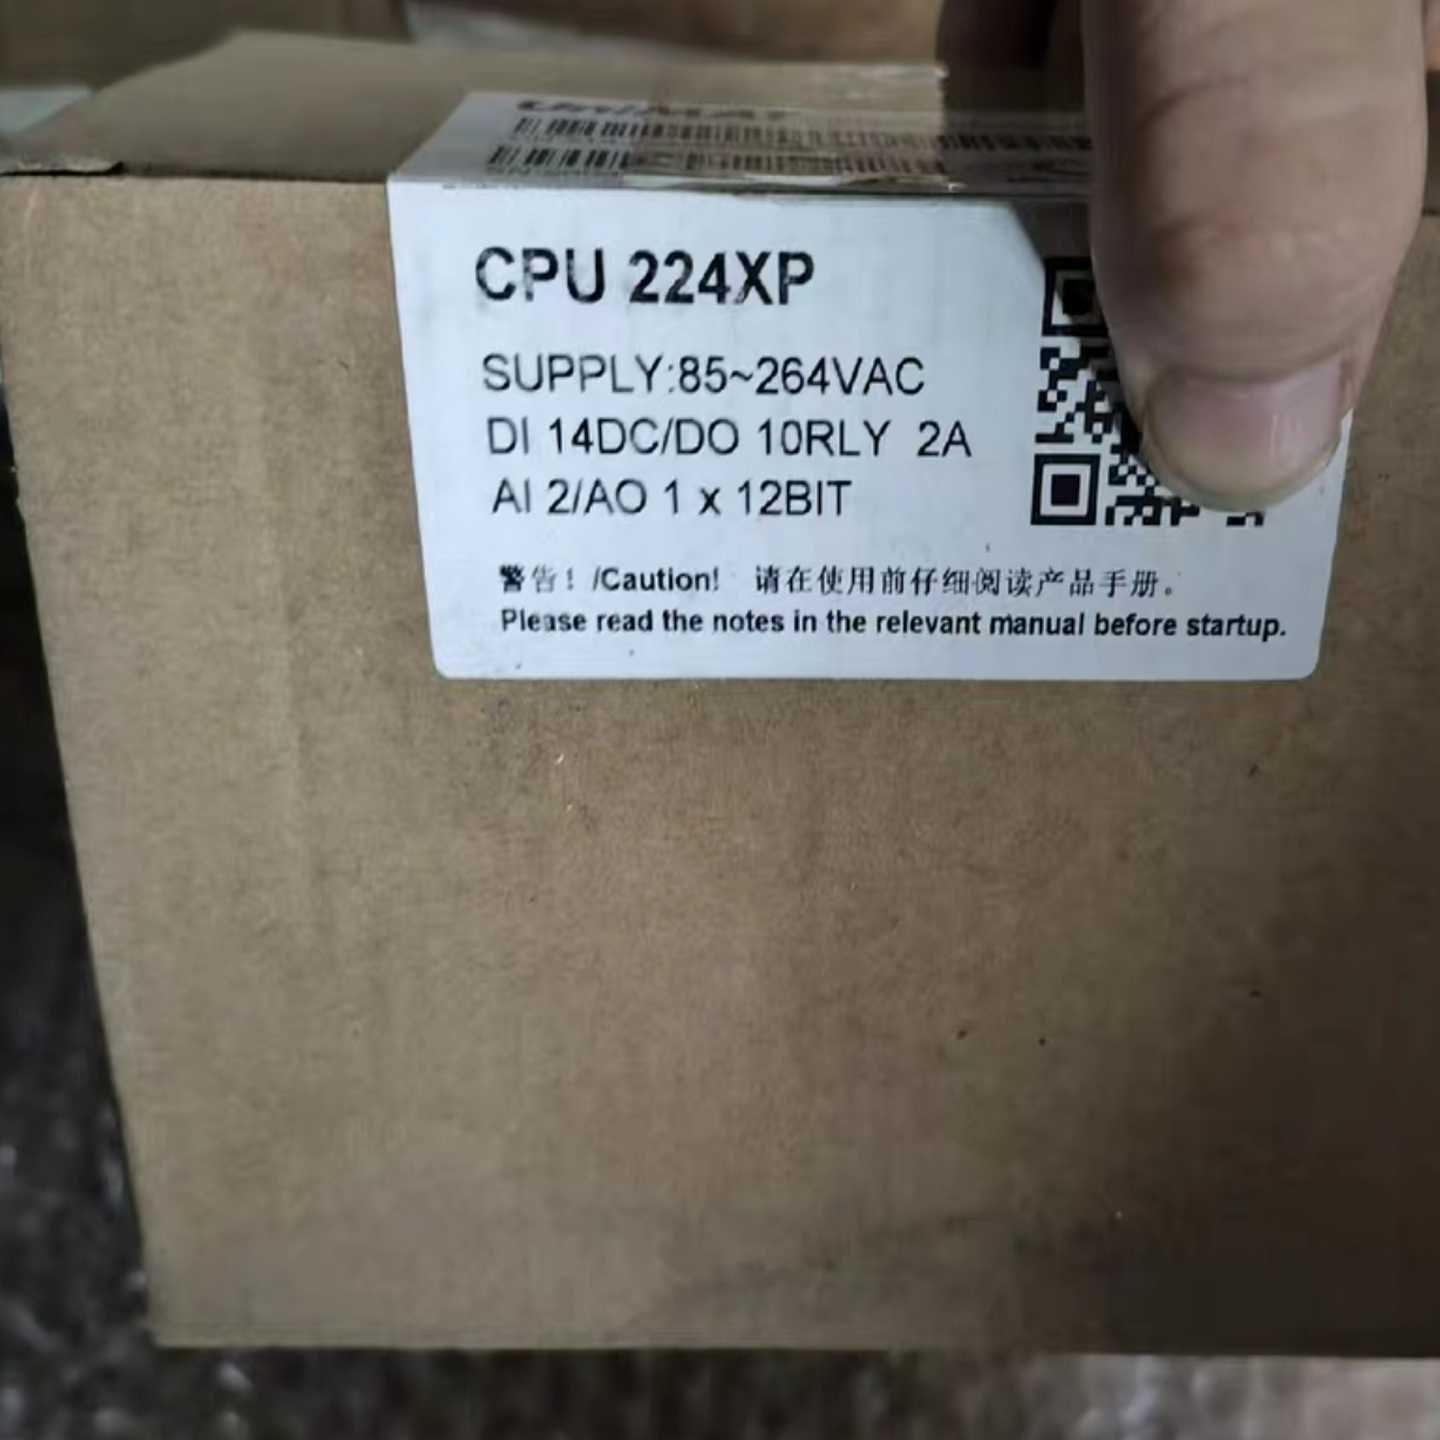 UniMAT
CPU 224XP
SUPPLY:85~264VAC
DI 14DC/DO 10RLY 2A
AI 2/AO 1 x 12BIT
警告！/Caution! 请在使用前仔细阅读产品手册。
Please read the notes in the relevant manual before startup.